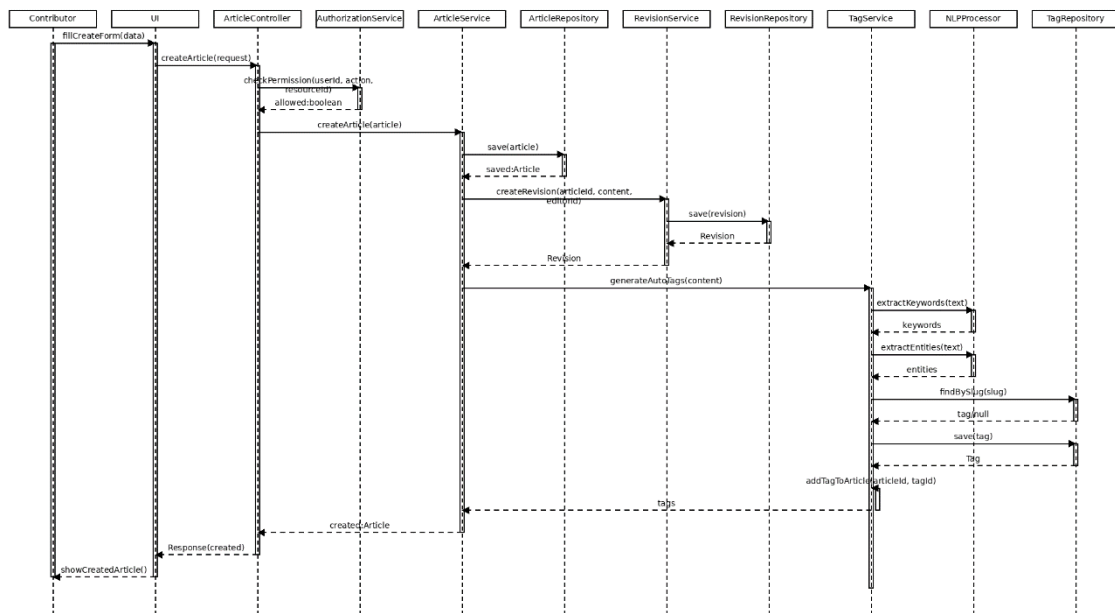 Contributor
UI
ArticleController
AuthorizationService
ArticleService
ArticleRepository
RevisionService
RevisionRepository
TagService
NLPProcessor
TagRepository
fillCreateForm(data)
createArticle(request)
checkPermission(userId, action,
resourceId)
allowed:boolean
createArticle(article)
save(article)
saved:Article
createRevision(articleId, content,
editorId)
save(revision)
Revision
Revision
generateAutoTags(content)
extractKeywords(text)
keywords
extractEntities(text)
entities
findBySlug(slug)
tag/null
save(tag)
Tag
addTagToArticle(articleId, tagId)
tags
created:Article
Response(created)
showCreatedArticle()